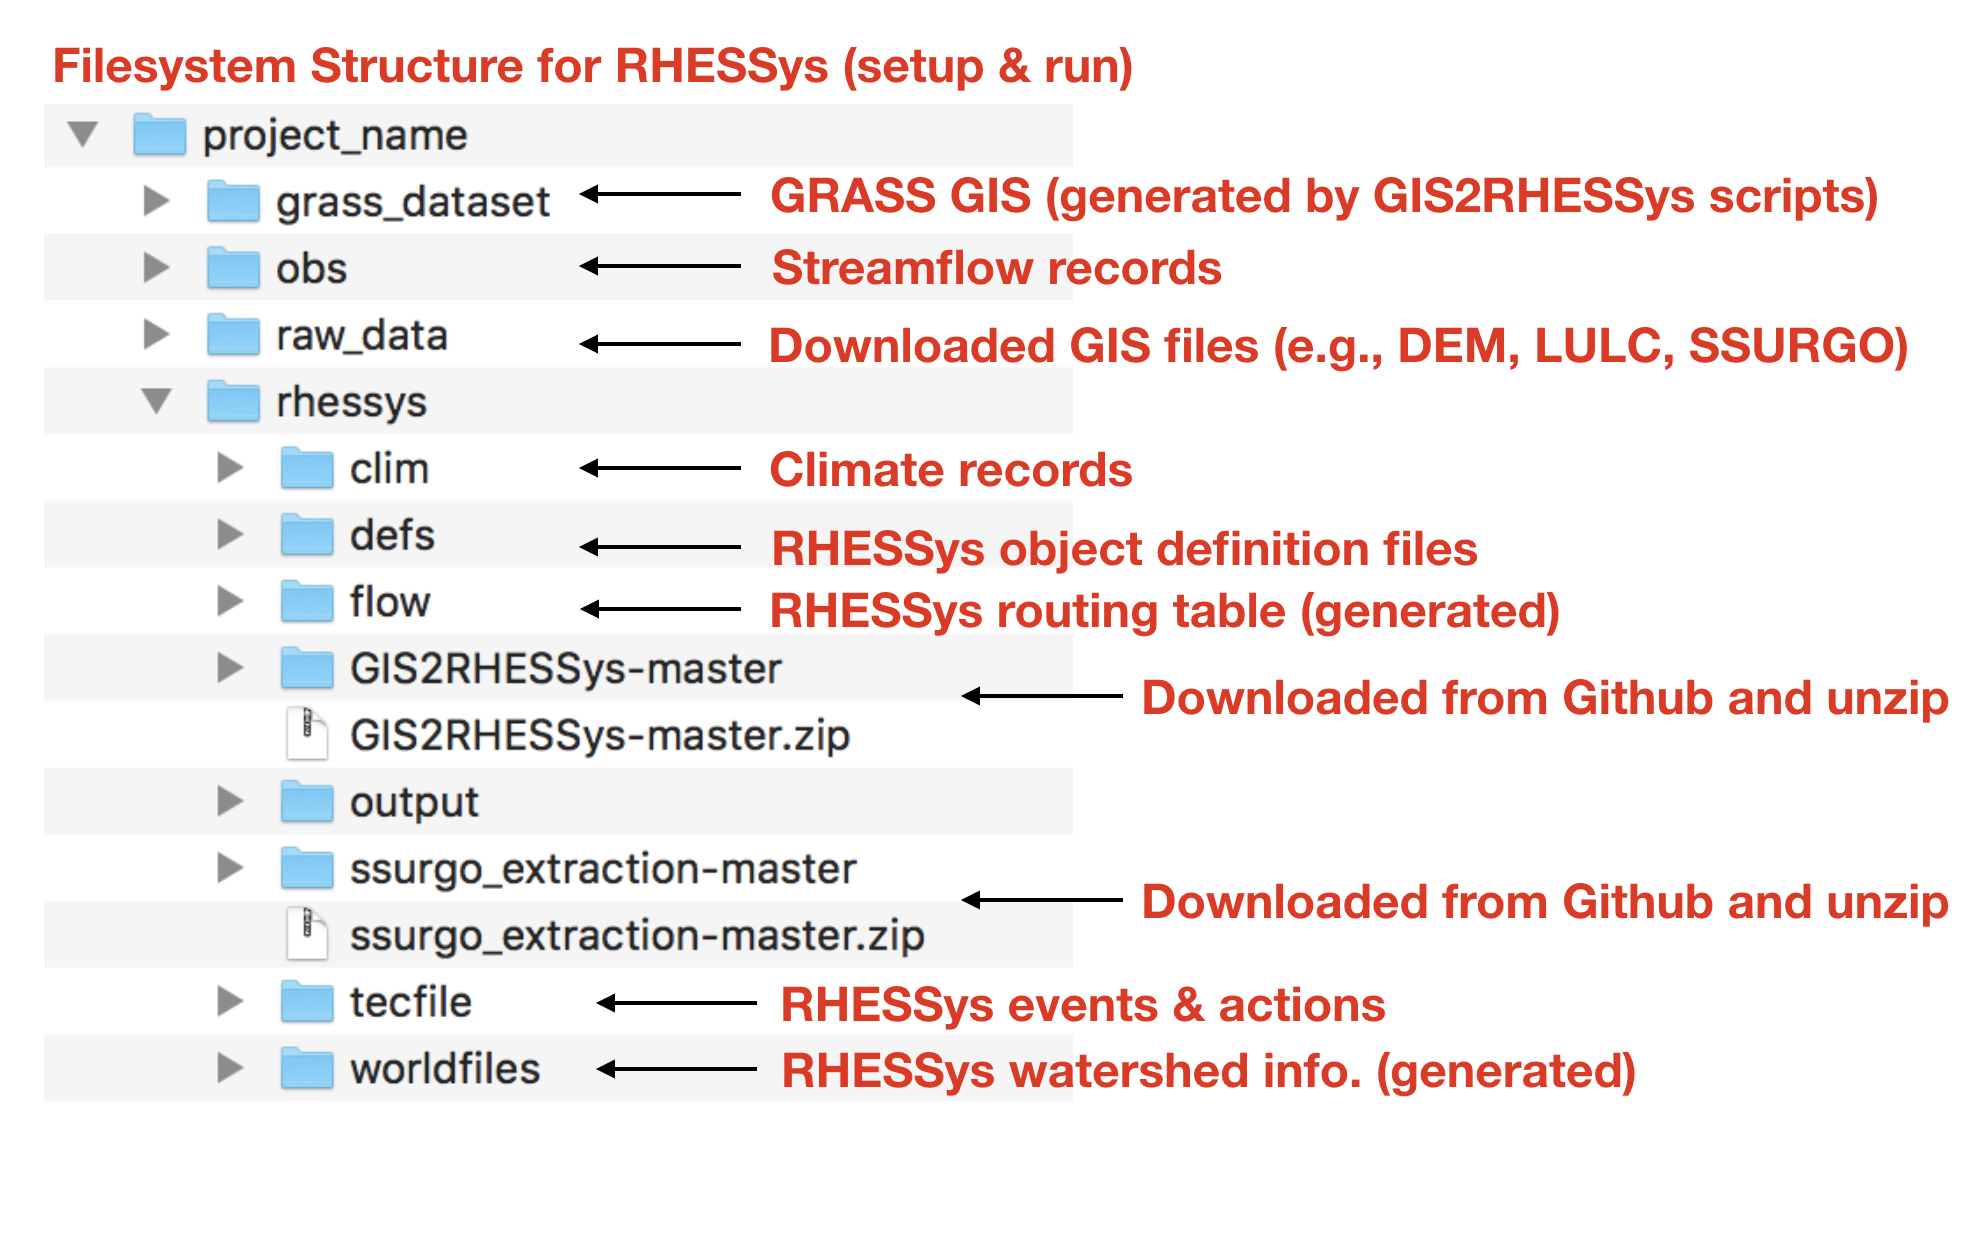 Filesystem Structure for RHESSys (setup & run)
project_name
grass_dataset GRASS GIS (generated by GIS2RHESSys scripts)
obs Streamflow records
raw_data Downloaded GIS files (e.g., DEM, LULC, SSURGO)
rhessys
clim Climate records
defs RHESSys object definition files
flow RHESSys routing table (generated)
GIS2RHESSys-master
Downloaded from Github and unzip
GIS2RHESSys-master.zip
output
ssurgo_extraction-master
Downloaded from Github and unzip
ssurgo_extraction-master.zip
tecfile RHESSys events & actions
worldfiles RHESSys watershed info. (generated)